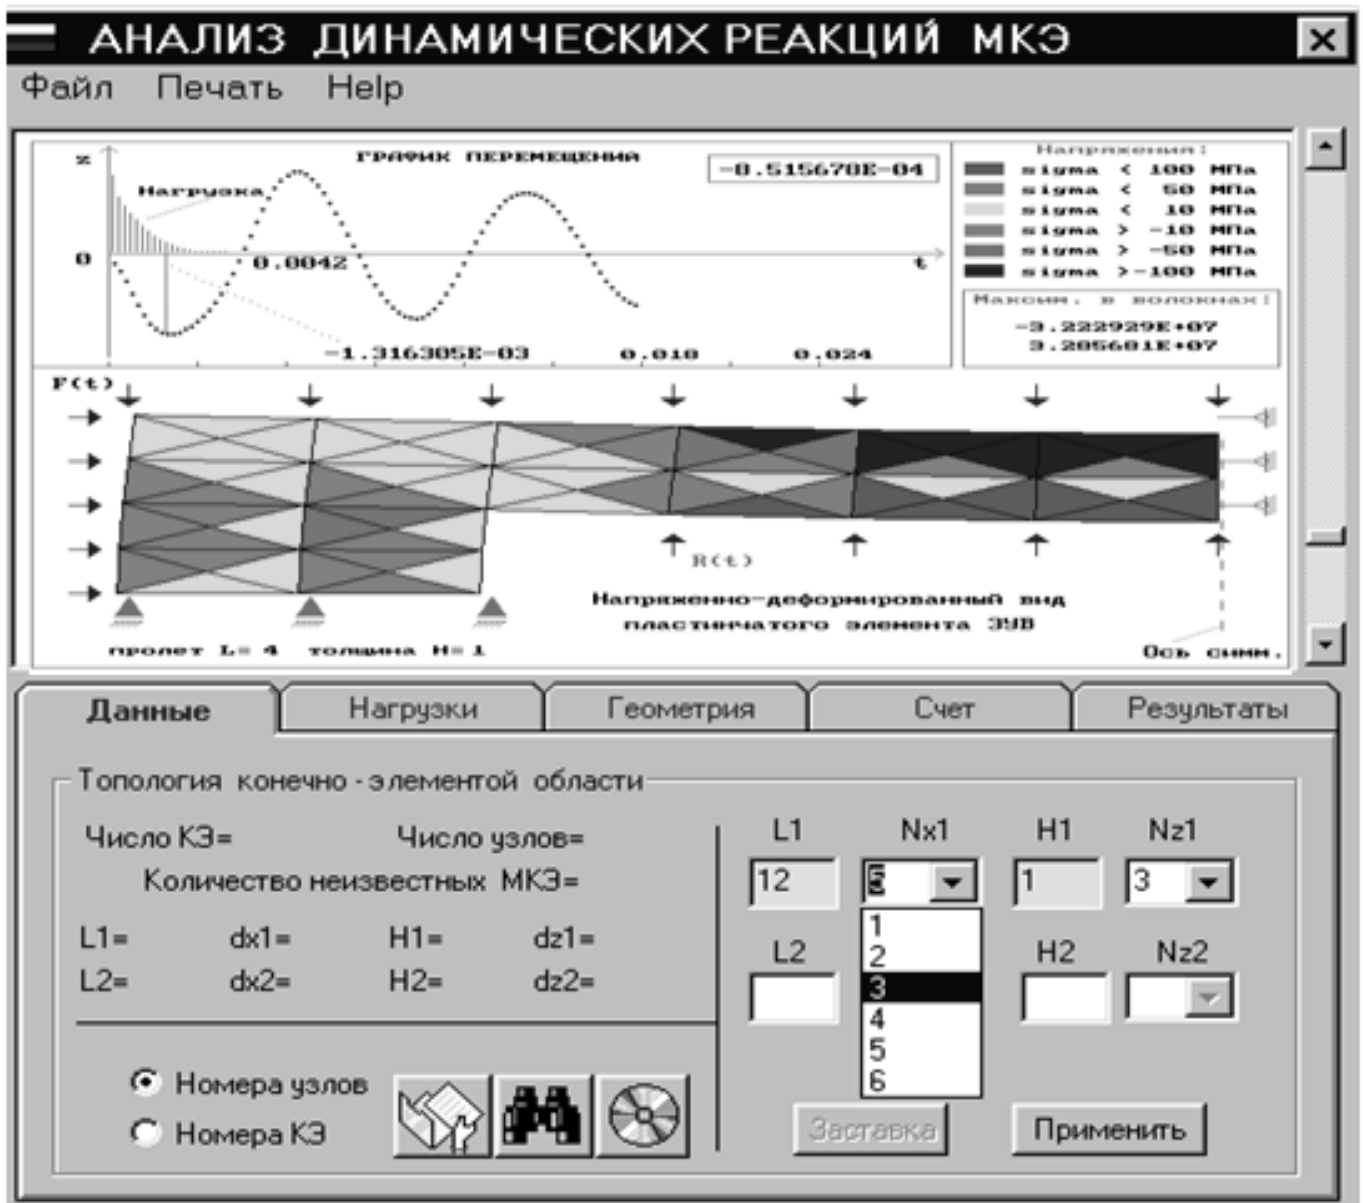 АНАЛИЗ ДИНАМИЧЕСКИХ РЕАКЦИЙ МКЭ
Файл Печать Help
z
ГРАФИК ПЕРЕМЕЩЕНИЯ
-8.515678E-04
Нагрузка
0
0.0042
t
-1.316305E-03
0.018
0.024
Напряжения:
sigma < 100 МПа
sigma < 50 МПа
sigma < 10 МПа
sigma > -10 МПа
sigma > -50 МПа
sigma >-100 МПа
Максим. в волокнах:
-3.222929E+07
3.205681E+07
F(t)
R(t)
Напряженно-деформированный вид
пластинчатого элемента ЗУВ
пролет L= 4 толщина H= 1
Ось симм.
Данные Нагрузки Геометрия Счет Результаты
Топология конечно - элементой области
Число КЭ= Число узлов=
Количество неизвестных МКЭ=
L1= dx1= H1= dz1=
L2= dx2= H2= dz2=
Номера узлов
Номера КЭ
L1 Nx1 H1 Nz1
12 5 1 3
1
2
3
4
5
6
L2 H2 Nz2
Заставка Применить